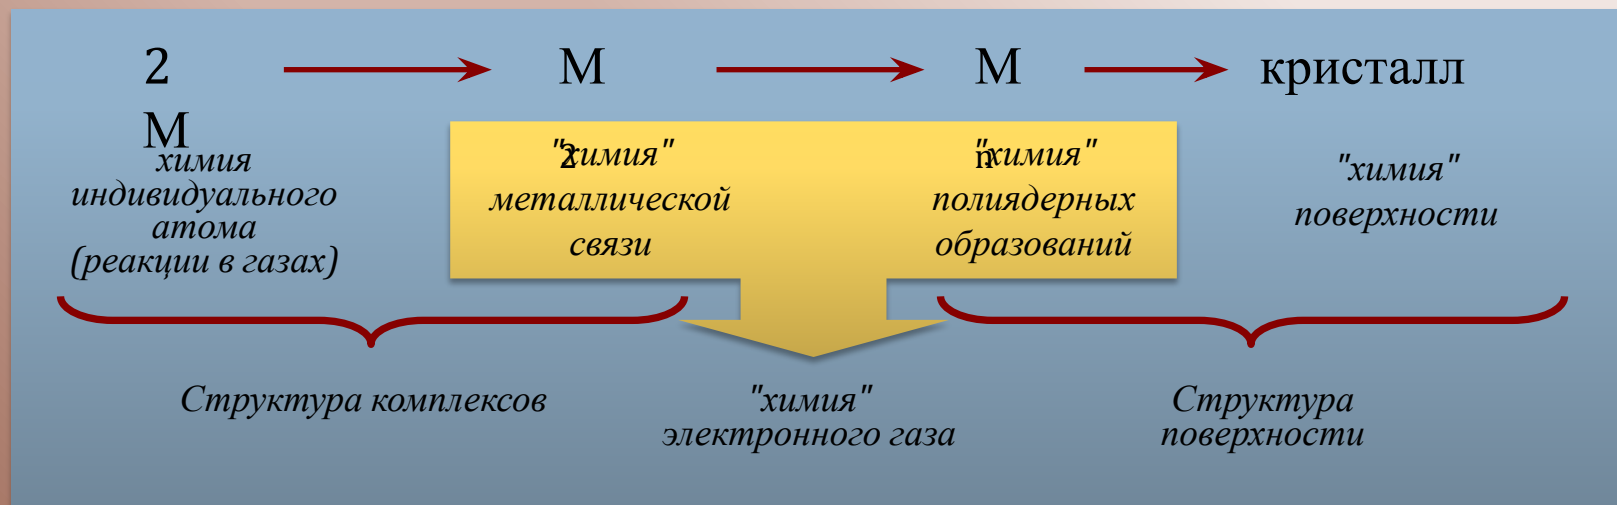 2
М
М
2
М
n
кристалл
химия
индивидуального
атома
(реакции в газах)
"химия"
металлической
связи
"химия"
полиядерных
образований
"химия"
поверхности
Структура комплексов
"химия"
электронного газа
Структура
поверхности